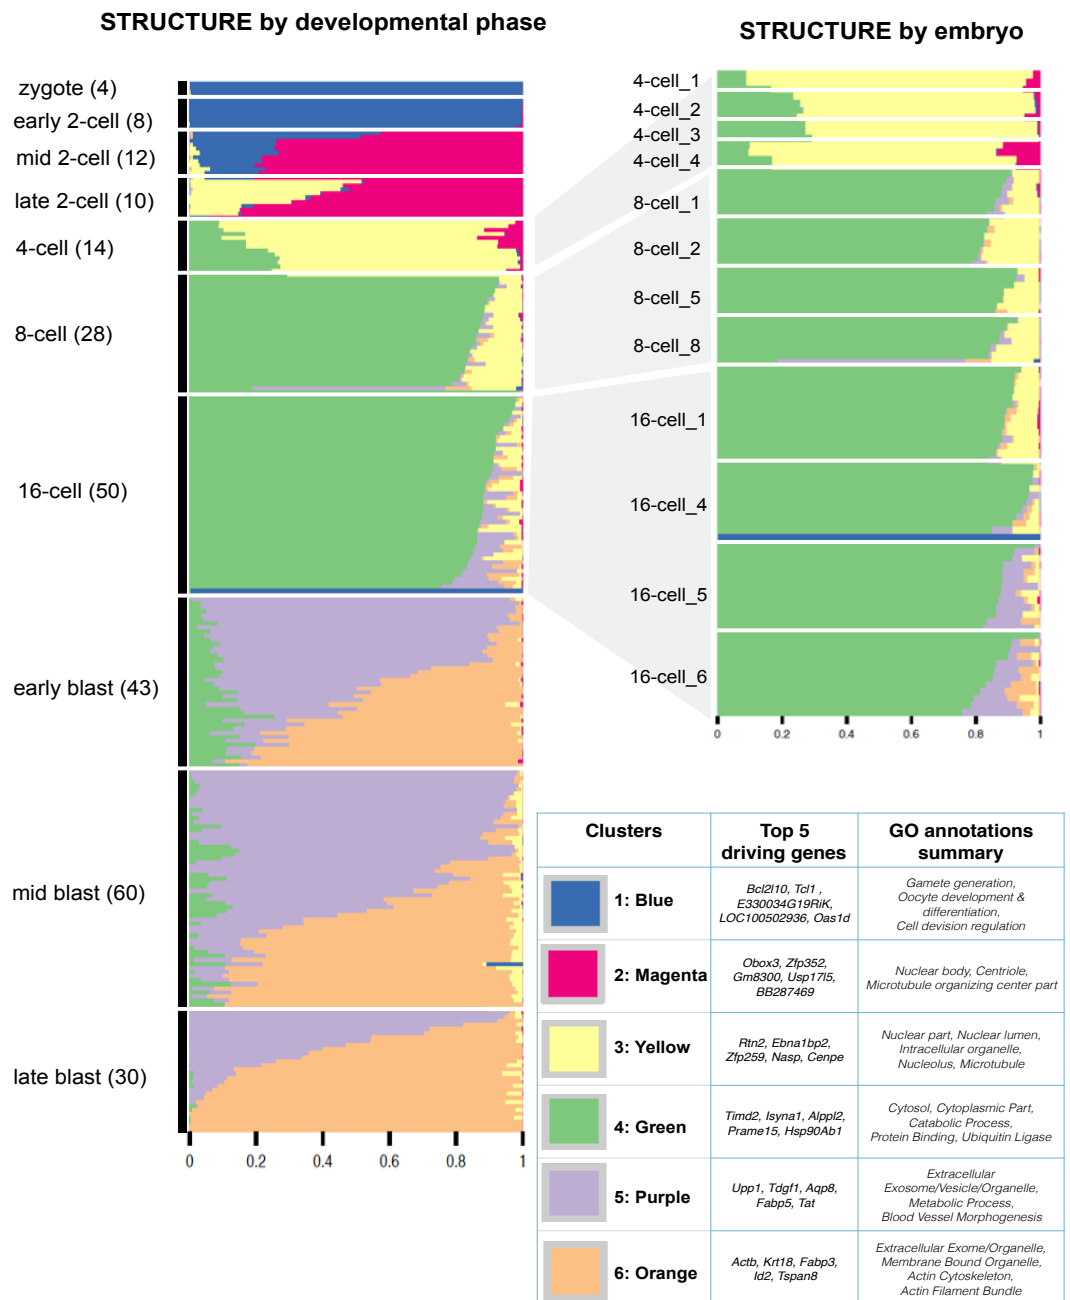 STRUCTURE by developmental phase
zygote (4)
early 2-cell (8)
mid 2-cell (12)
late 2-cell (10)
4-cell (14)
8-cell (28)
16-cell (50)
early blast (43)
mid blast (60)
late blast (30)
0 0.2 0.4 0.6 0.8 1
STRUCTURE by embryo
4-cell_1
4-cell_2
4-cell_3
4-cell_4
8-cell_1
8-cell_2
8-cell_5
8-cell_8
16-cell_1
16-cell_4
16-cell_5
16-cell_6
0 0.2 0.4 0.6 0.8 1
Clusters
Top 5
driving genes
GO annotations
summary
1: Blue
Bcl2l10, Tcl1 ,
E330034G19RiK,
LOC100502936, Oas1d
Gamete generation,
Oocyte development &
differentiation,
Cell devision regulation
2: Magenta
Obox3, Zfp352,
Gm8300, Usp17l5,
BB287469
Nuclear body, Centriole,
Microtubule organizing center part
3: Yellow
Rtn2, Ebna1bp2,
Zfp259, Nasp, Cenpe
Nuclear part, Nuclear lumen,
Intracellular organelle,
Nucleolus, Microtubule
4: Green
Timd2, Isyna1, Alppl2,
Prame15, Hsp90Ab1
Cytosol, Cytoplasmic Part,
Catabolic Process,
Protein Binding, Ubiquitin Ligase
5: Purple
Upp1, Tdgf1, Aqp8,
Fabp5, Tat
Extracellular
Exosome/Vesicle/Organelle,
Metabolic Process,
Blood Vessel Morphogenesis
6: Orange
Actb, Krt18, Fabp3,
Id2, Tspan8
Extracellular Exome/Organelle,
Membrane Bound Organelle,
Actin Cytoskeleton,
Actin Filament Bundle